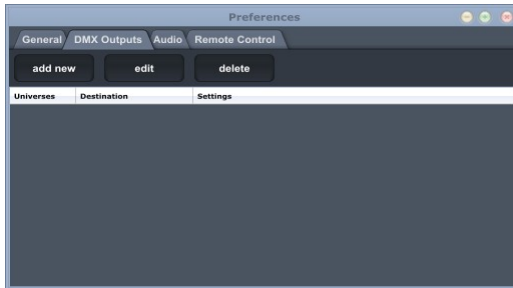 Preferences
General DMX Outputs Audio Remote Control
add new edit delete
Universes Destination Settings